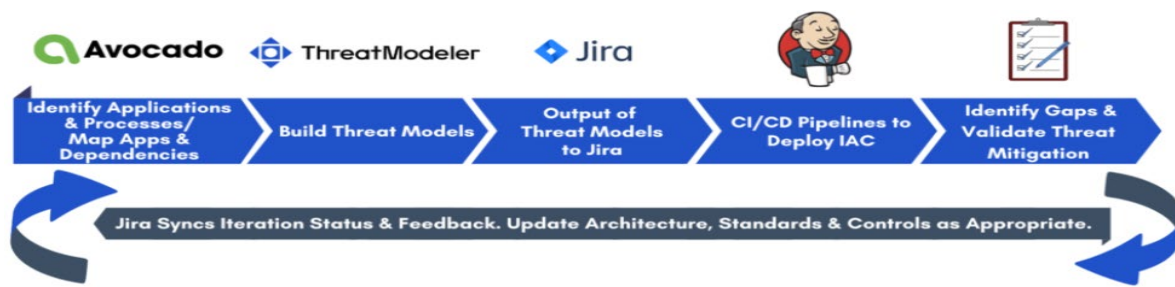 Avocado
ThreatModeler
Jira
Identify Applications
& Processes/
Map Apps &
Dependencies
Build Threat Models
Output of
Threat Models
to Jira
CI/CD Pipelines to
Deploy IAC
Identify Gaps &
Validate Threat
Mitigation
Jira Syncs Iteration Status & Feedback. Update Architecture, Standards & Controls as Appropriate.